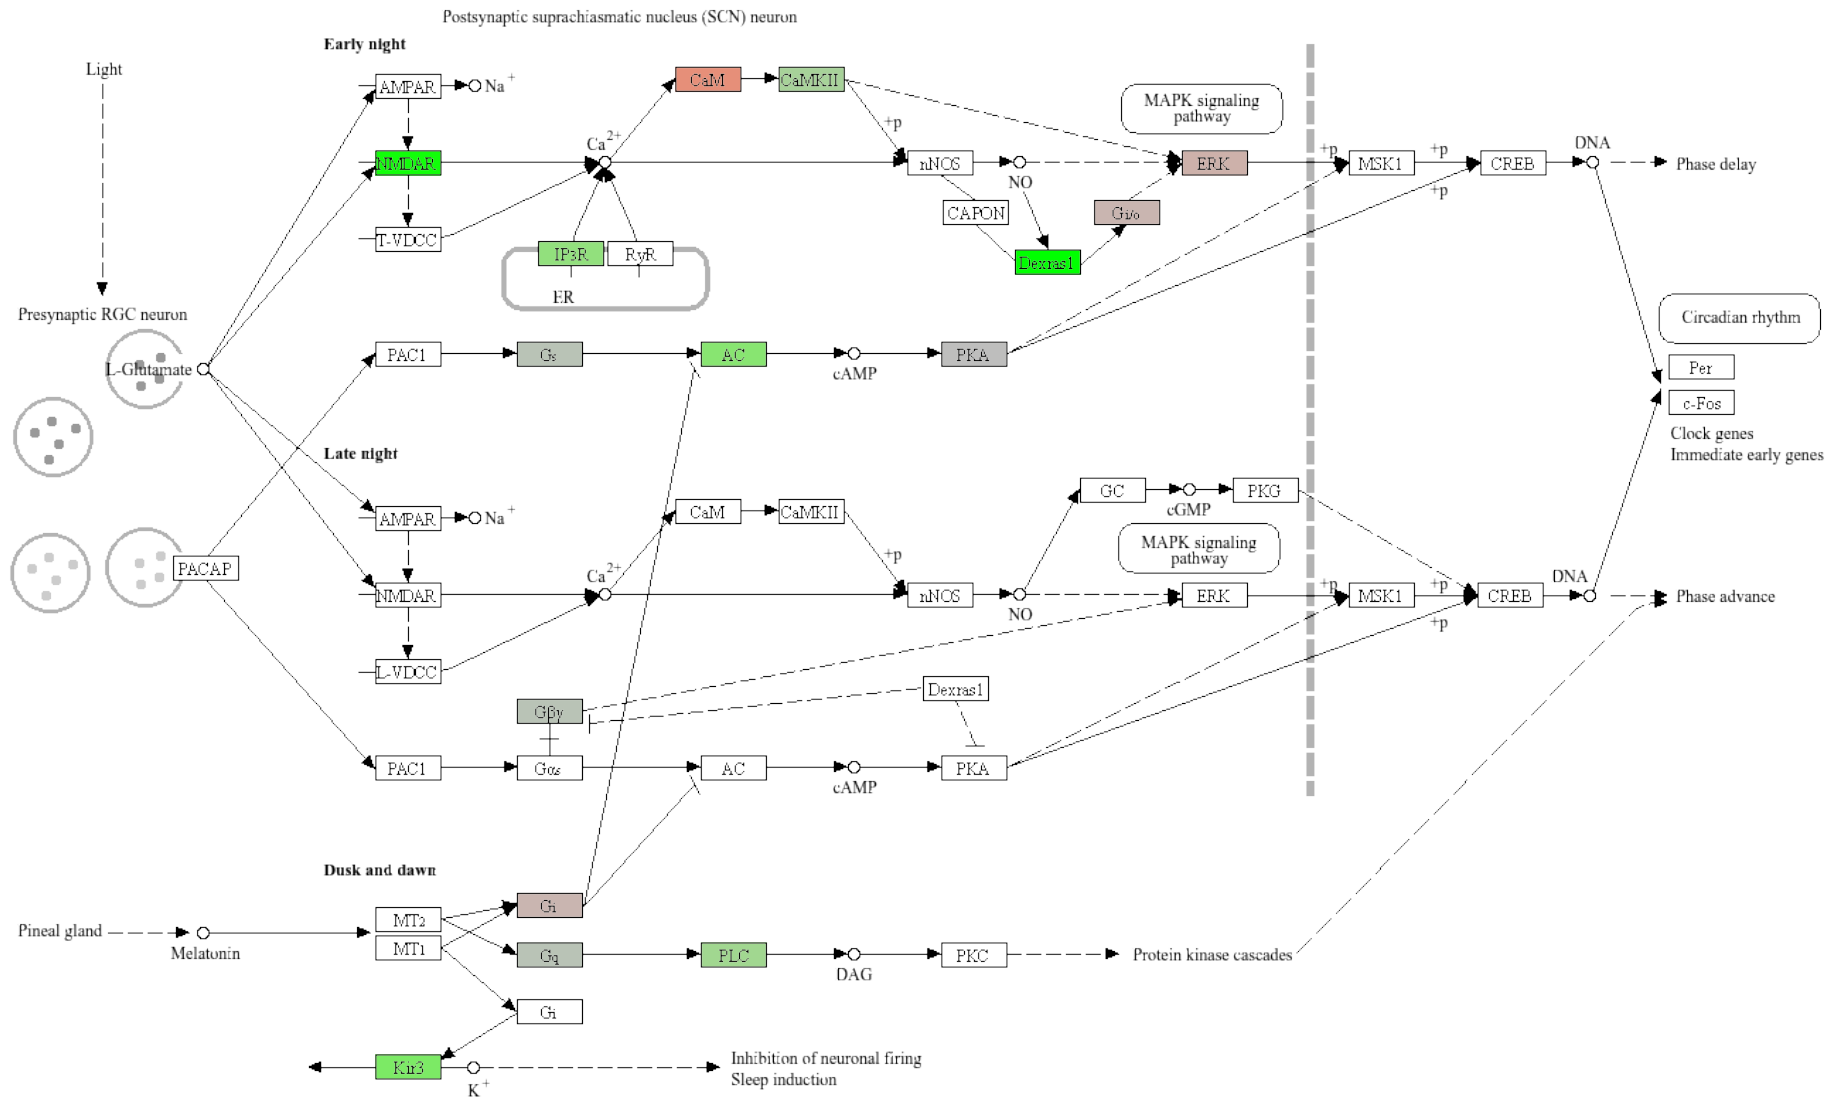 Postsynaptic suprachiasmatic nucleus (SCN) neuron
Early night
Light
AMPAR
Na+
CaM
CaMKII
MAPK signaling
pathway
+p
Ca2+
NMDAR
nNOS
NO
ERK
+p
MSK1
+p
+p
CREB
DNA
Phase delay
CAPON
Gi/o
T-VDCC
IP3R
RyR
Dexras1
ER
Presynaptic RGC neuron
L-Glutamate
PAC1
Gs
AC
cAMP
PKA
Circadian rhythm
Per
c-Fos
Clock genes
Immediate early genes
Late night
AMPAR
Na+
CaM
CaMKII
GC
cGMP
PKG
+p
MAPK signaling
pathway
PACAP
Ca2+
NMDAR
nNOS
NO
ERK
+p
MSK1
+p
+p
CREB
DNA
Phase advance
L-VDCC
Gβγ
Dexras1
PAC1
Gαs
AC
cAMP
PKA
Dusk and dawn
Pineal gland
Melatonin
MT2
MT1
Gi
Gq
PLC
DAG
PKC
Protein kinase cascades
Gi
Kir3
K+
Inhibition of neuronal firing
Sleep induction